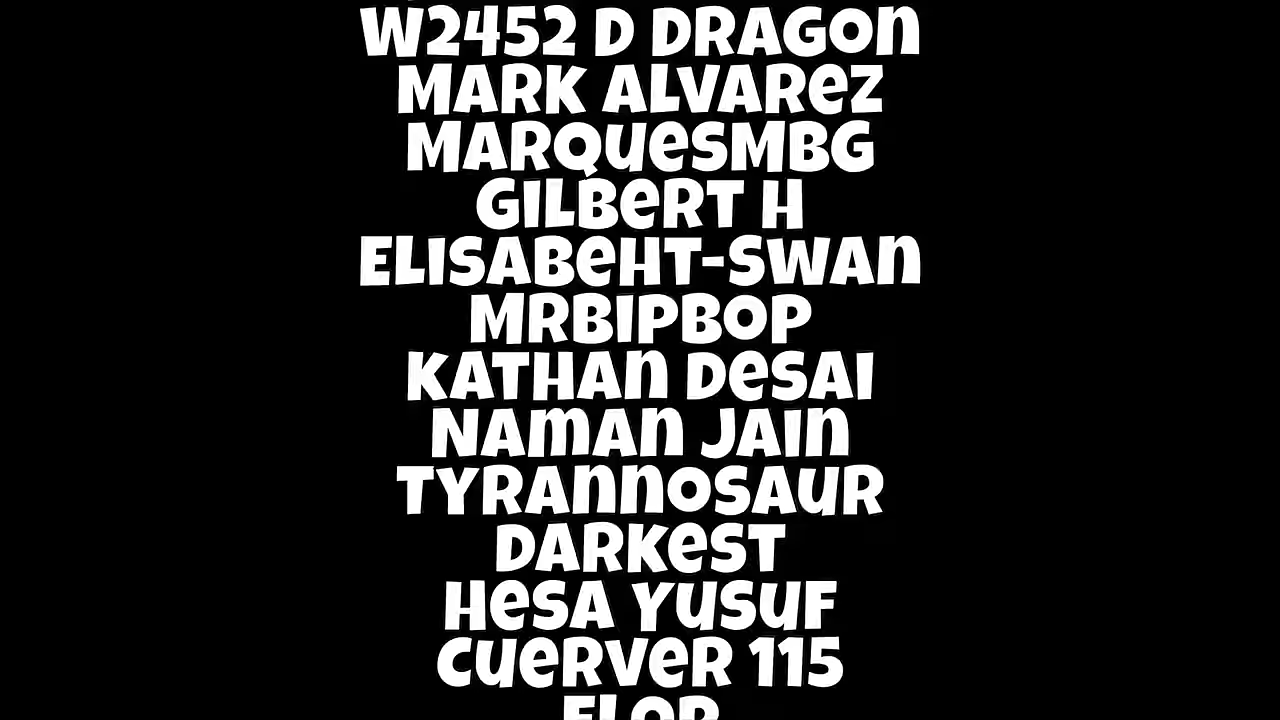 W2452 D DRAGON
MARK ALVAREZ
MARQUESMBG
GILBERT H
ELISABEHT-SWAN
MRBIPBOP
KATHAN DESAI
NAMAN JAIN
TYRANNOSAUR
DARKEST
HESA YUSUF
CUERVER 115